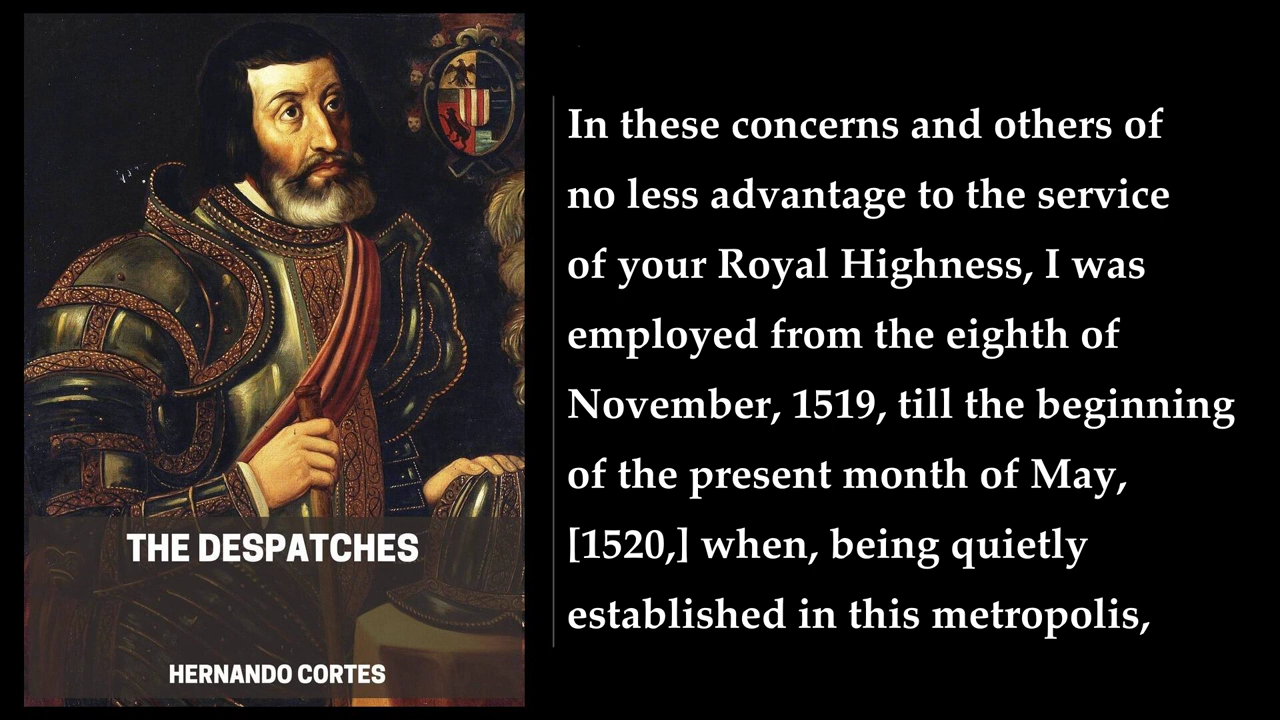 THE DESPATCHES
HERNANDO CORTES
In these concerns and others of
no less advantage to the service
of your Royal Highness, I was
employed from the eighth of
November, 1519, till the beginning
of the present month of May,
[1520,] when, being quietly
established in this metropolis,